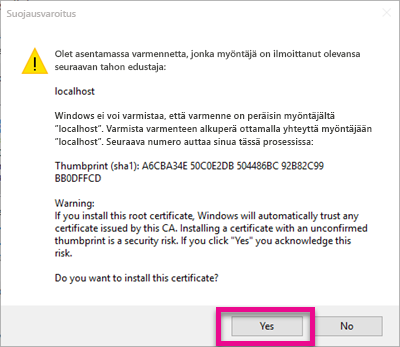 Suojausvaroitus
Olet asentamassa varmennetta, jonka myöntäjä on ilmoittanut olevansa
seuraavan tahon edustaja:
localhost
Windows ei voi varmistaa, että varmenne on peräisin myöntäjältä
"localhost". Varmista varmenteen alkuperä ottamalla yhteyttä myöntäjään
"localhost". Seuraava numero auttaa sinua tässä prosessissa:
Thumbprint (sha1): A6CBA34E 50C0E2DB 504486BC 92B82C99
BB0DFFCD
Warning:
If you install this root certificate, Windows will automatically trust any
certificate issued by this CA. Installing a certificate with an unconfirmed
thumbprint is a security risk. If you click "Yes" you acknowledge this
risk.
Do you want to install this certificate?
Yes No